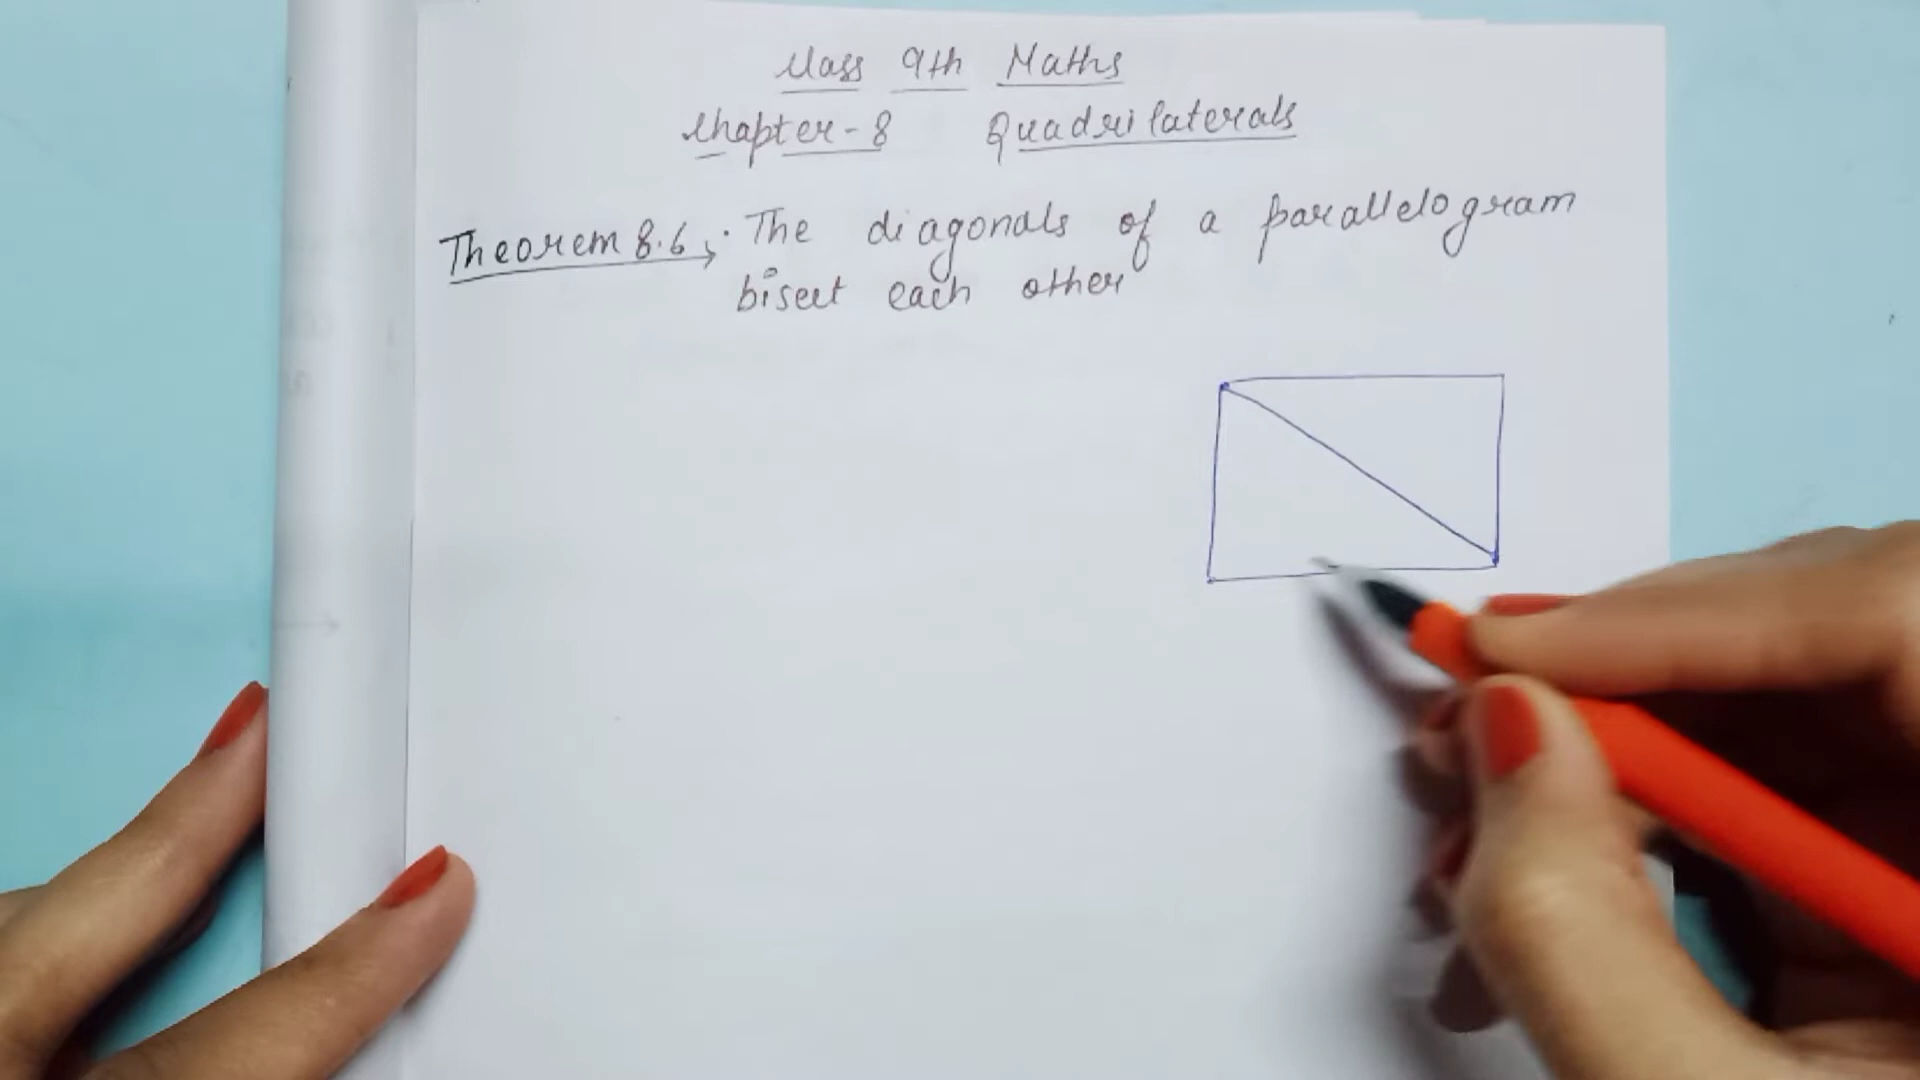 Class 9th Maths
Chapter-8 Quadrilaterals
Theorem 8.6→ The diagonals of a parallelogram
bisect each other